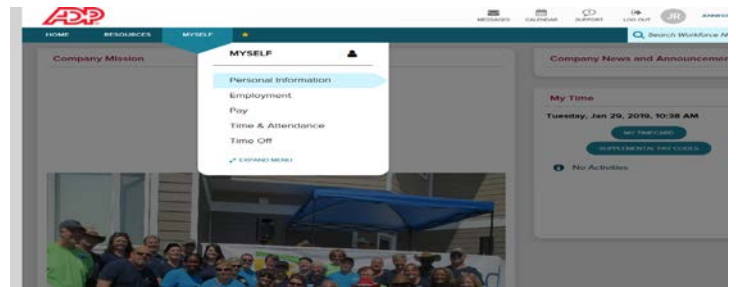 ADP
MESSAGES CALENDAR SUPPORT LOG OUT JR
HOME RESOURCES MYSELF
Search Workforce N
MYSELF
Personal Information
Employment
Pay
Time & Attendance
Time Off
EXPAND MENU
Company Mission
Company News and Announcemen
My Time
Tuesday, Jan 29, 2019, 10:38 AM
MY TIMECARD
SUPPLEMENTAL PAY CODES
No Activities